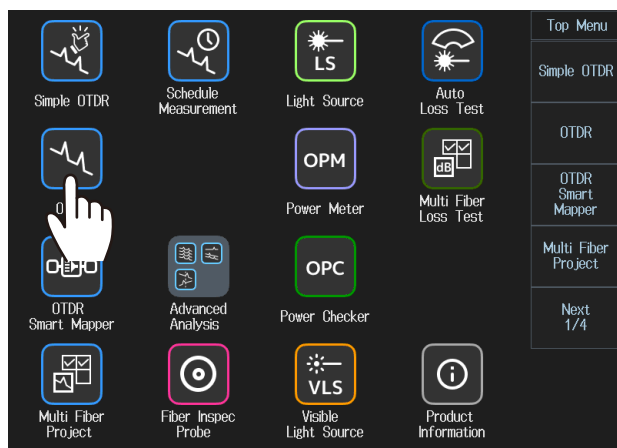 Top Menu
LS
Simple OTDR
Schedule
Measurement
Light Source
Auto
Loss Test
Simple OTDR
OTDR
OPM
dB
Power Meter
Multi Fiber
Loss Test
OTDR
Smart
Mapper
Multi Fiber
Project
OPC
OTDR
Smart Mapper
Advanced
Analysis
Power Checker
Next
1/4
VLS
Multi Fiber
Project
Fiber Inspec
Probe
Visible
Light Source
Product
Information